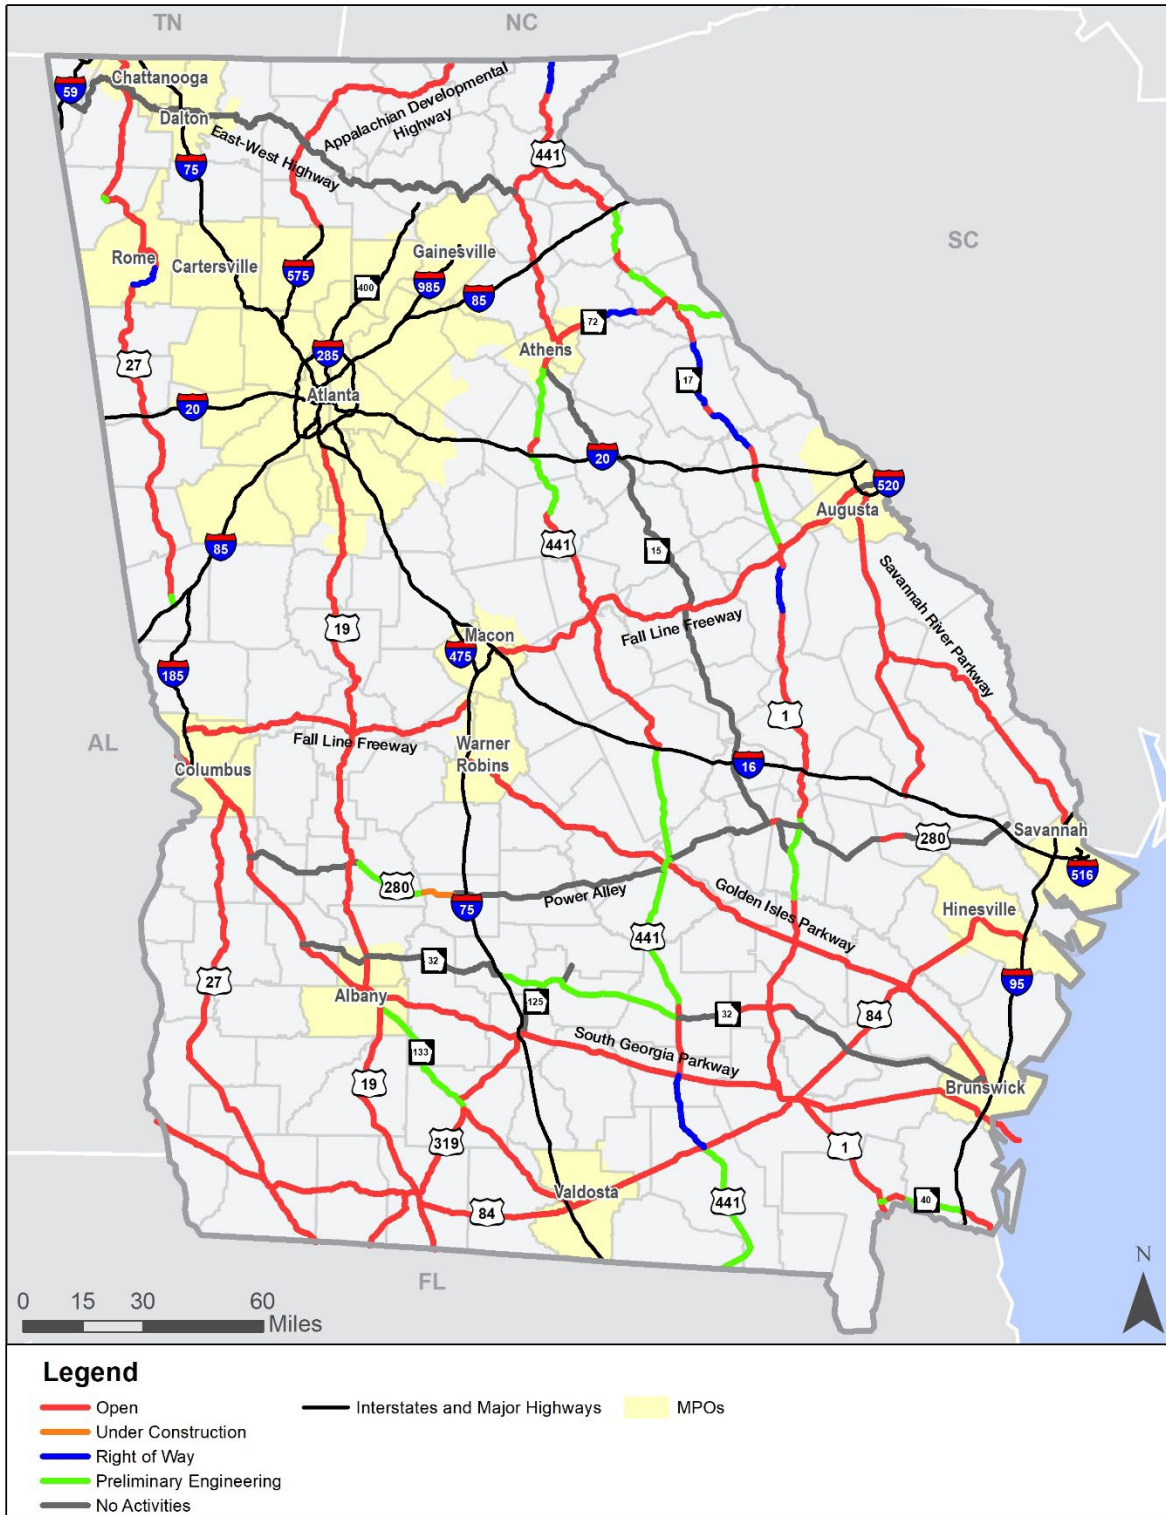 TN
NC
Chattanooga
59
Dalton
Appalachian Developmental
Highway
East-West Highway
441
75
SC
Rome
Cartersville
Gainesville
575
400
985
85
72
27
285
Athens
17
20
Atlanta
20
520
Augusta
85
441
15
Savannah River Parkway
19
Macon
Fall Line Freeway
475
185
1
AL
Fall Line Freeway
Warner
Robins
Columbus
16
Savannah
280
516
280
75
Power Alley
Golden Isles Parkway
Hinesville
441
32
27
95
Albany
125
32
84
133
South Georgia Parkway
19
Brunswick
319
1
Valdosta
84
441
40
FL
N
0 15 30 60
Miles
Legend
Open
Interstates and Major Highways
MPOs
Under Construction
Right of Way
Preliminary Engineering
No Activities